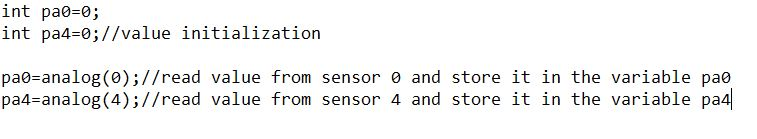 int pa0=0;
int pa4=0;//value initialization
pa0=analog(0);//read value from sensor 0 and store it in the variable pa0
pa4=analog(4);//read value from sensor 4 and store it in the variable pa4